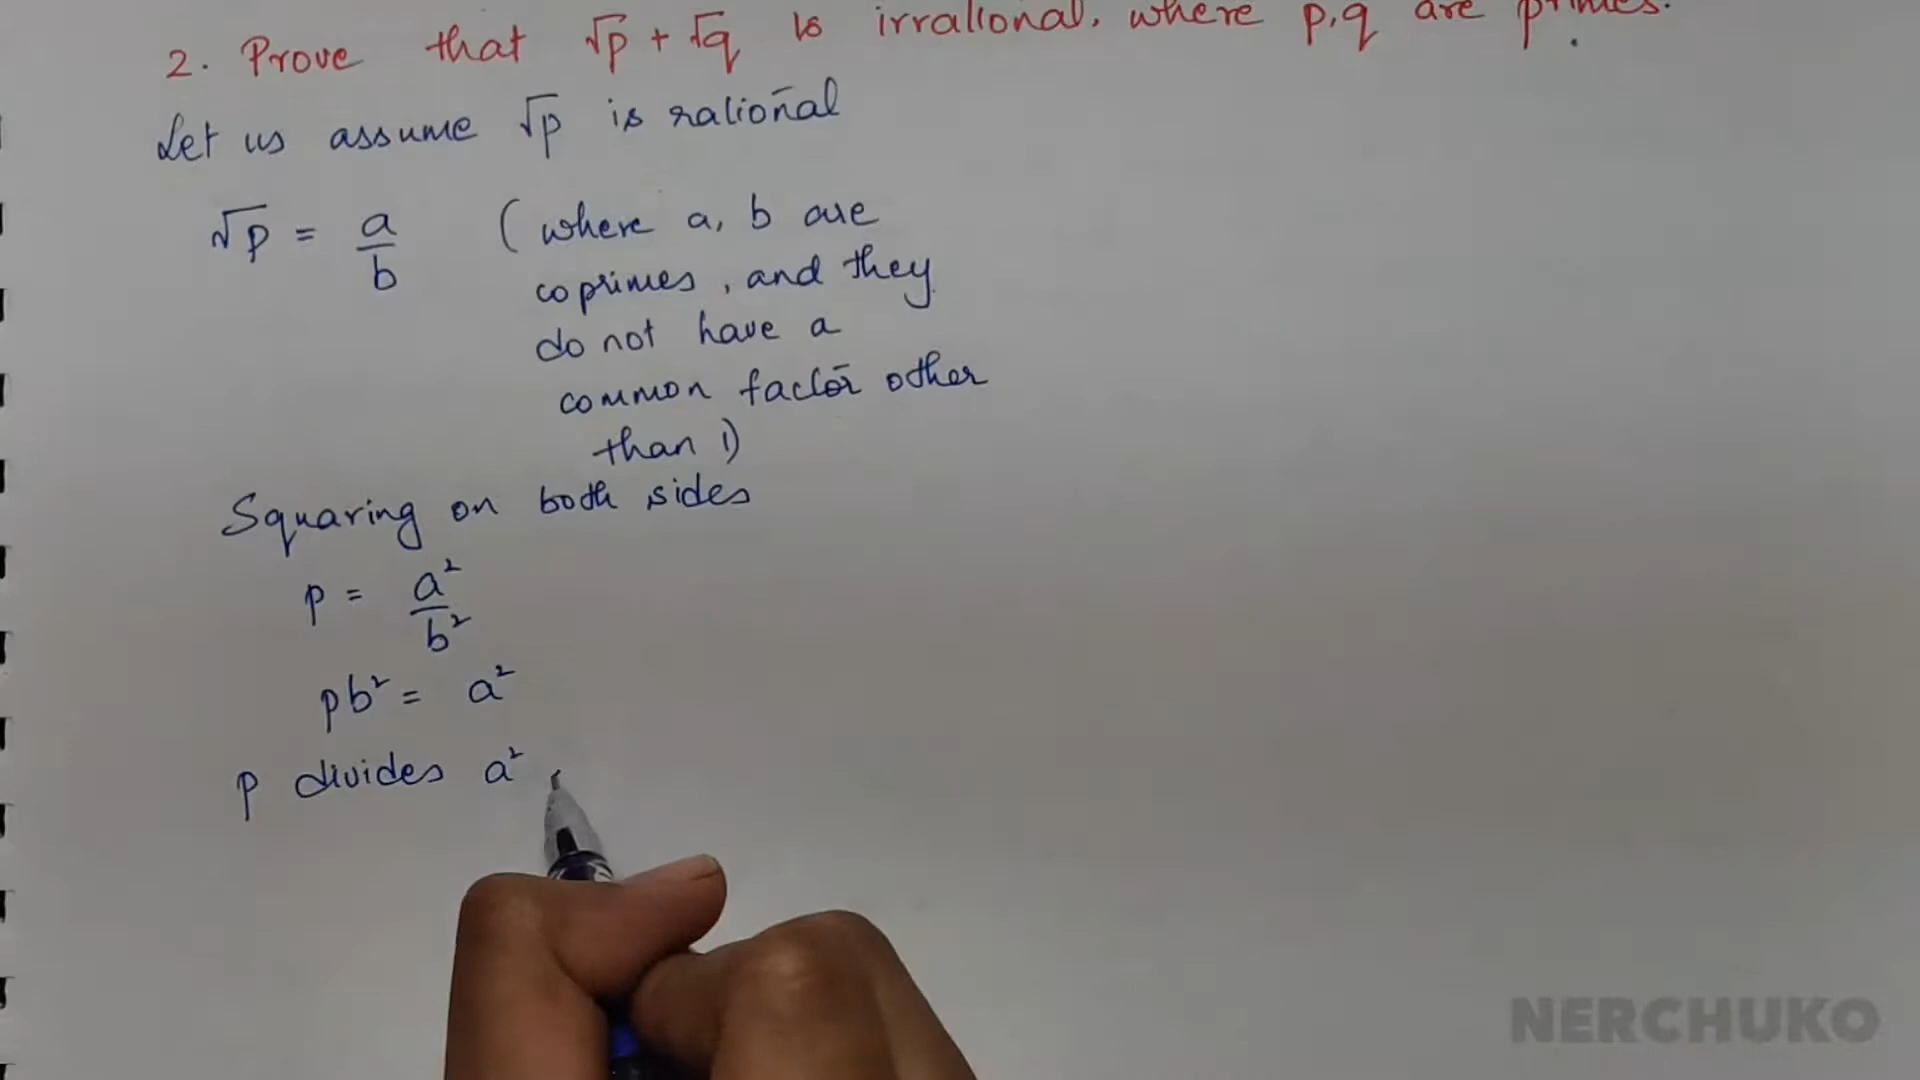 2. Prove that √p + √q is irrational, where p,q are primes.
Let us assume √p is rational
√p = a/b (where a, b are
coprimes, and they
do not have a
common factor other
than 1)
Squaring on both sides
p = a²/b²
pb² = a²
p divides a²
NERCHUKO